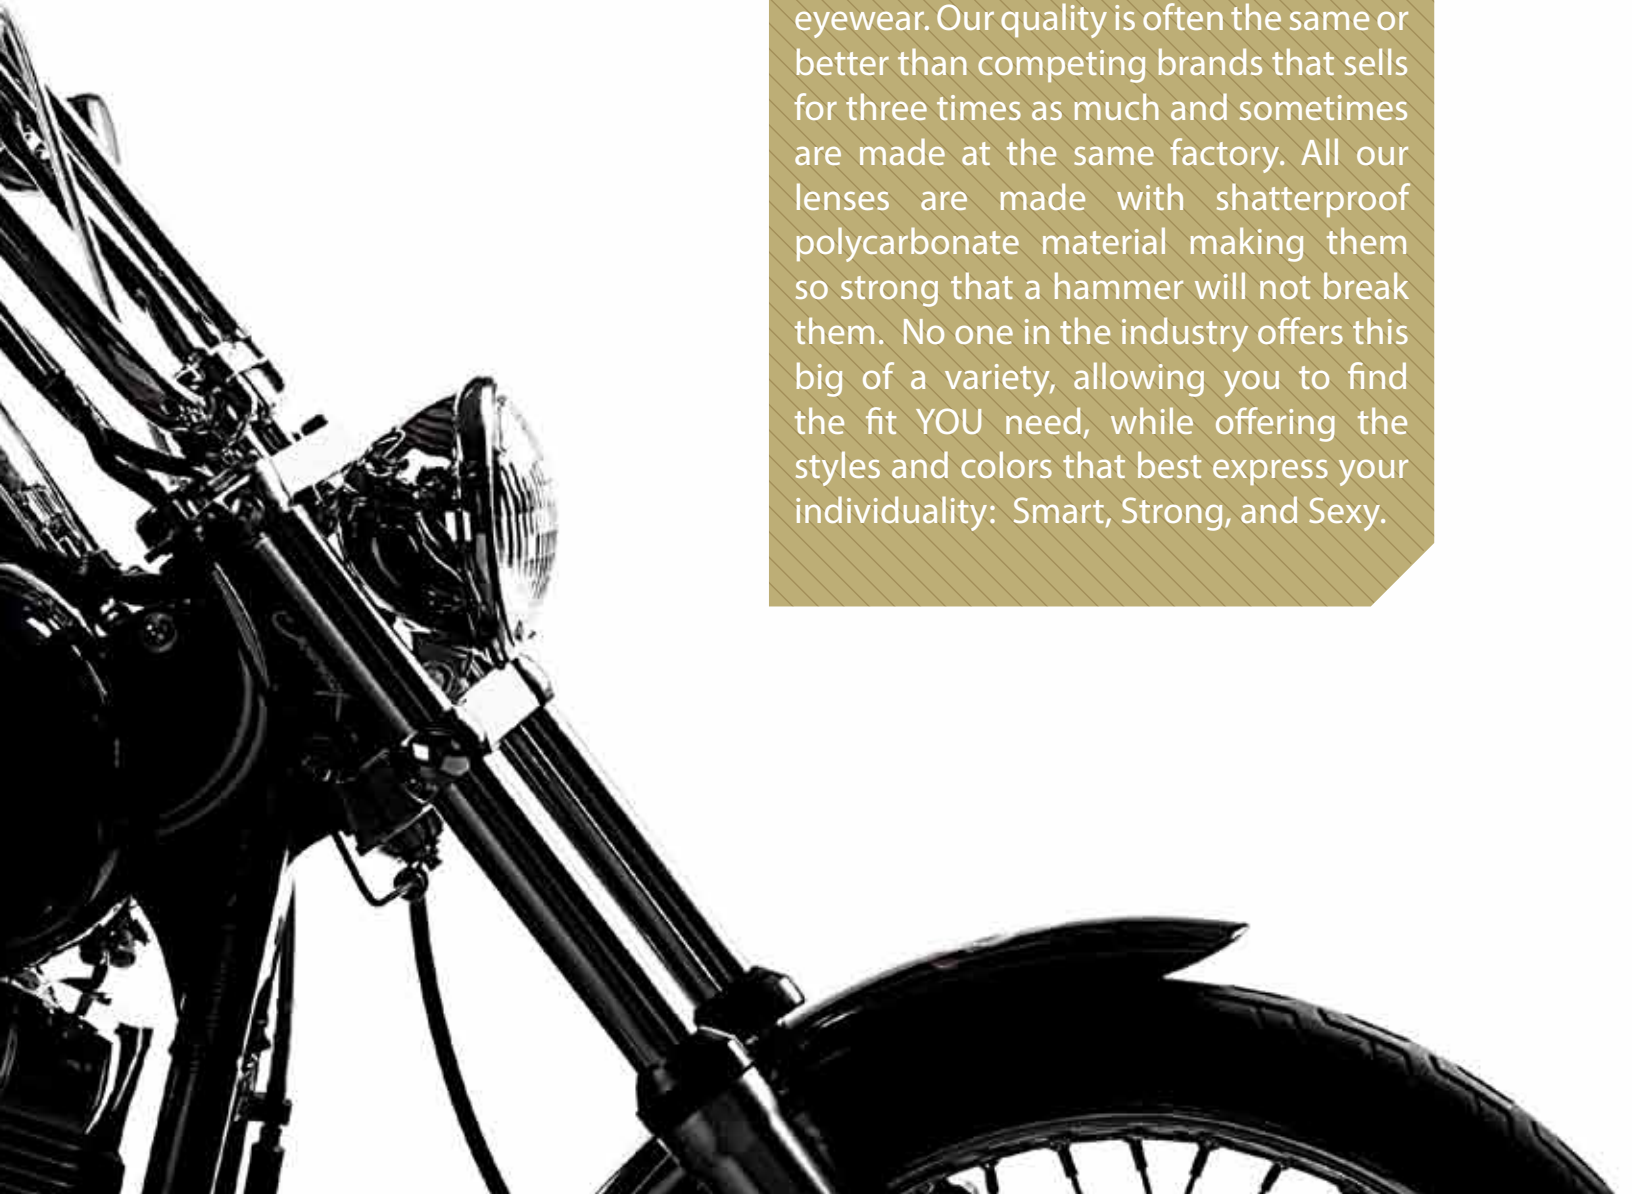 eyewear. Our quality is often the same or
better than competing brands that sells
for three times as much and sometimes
are made at the same factory. All our
lenses are made with shatterproof
polycarbonate material making them
so strong that a hammer will not break
them.  No one in the industry offers this
big of a variety, allowing you to find
the fit YOU need, while offering the
styles and colors that best express your
individuality:  Smart, Strong, and Sexy.